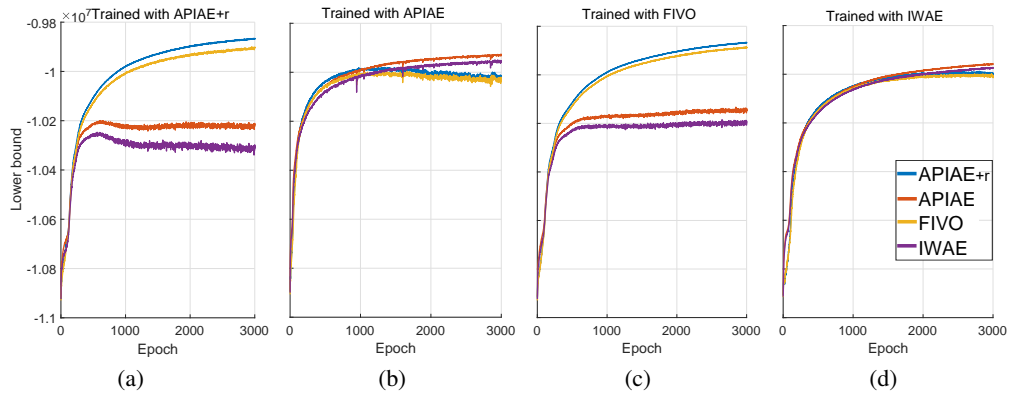 ×10⁷
Trained with APIAE+r
Trained with APIAE
Trained with FIVO
Trained with IWAE
-0.98
-1
-1.02
-1.04
-1.06
-1.08
-1.1
Lower bound
0 1000 2000 3000
0 1000 2000 3000
0 1000 2000 3000
0 1000 2000 3000
Epoch
Epoch
Epoch
Epoch
APIAE+r
APIAE
FIVO
IWAE
(a)
(b)
(c)
(d)